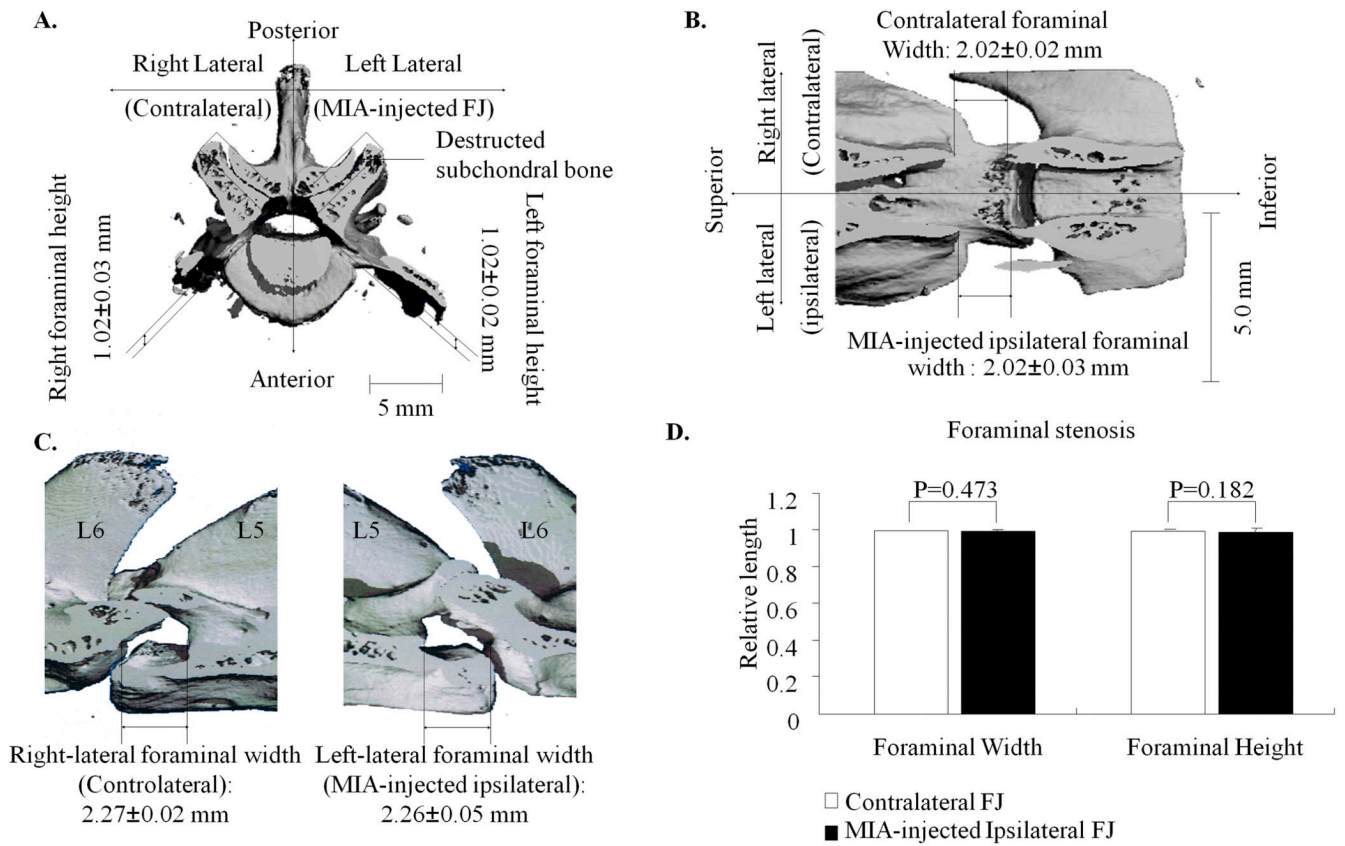 A.
Posterior
Right Lateral
Left Lateral
(Contralateral)
(MIA-injected FJ)
Destructed
subchondral bone
Right foraminal height
1.02±0.03 mm
1.02±0.02 mm
Left foraminal height
Anterior
5 mm
B.
Contralateral foraminal
Width: 2.02±0.02 mm
Right lateral
(Contralateral)
Superior
Inferior
Left lateral
(ipsilateral)
5.0 mm
MIA-injected ipsilateral foraminal
width : 2.02±0.03 mm
C.
L6
L5
L5
L6
Right-lateral foraminal width
(Controlateral):
2.27±0.02 mm
Left-lateral foraminal width
(MIA-injected ipsilateral):
2.26±0.05 mm
D.
Foraminal stenosis
P=0.473
P=0.182
Relative length
1.2
1
0.8
0.6
0.4
0.2
0
Foraminal Width
Foraminal Height
Contralateral FJ
MIA-injected Ipsilateral FJ